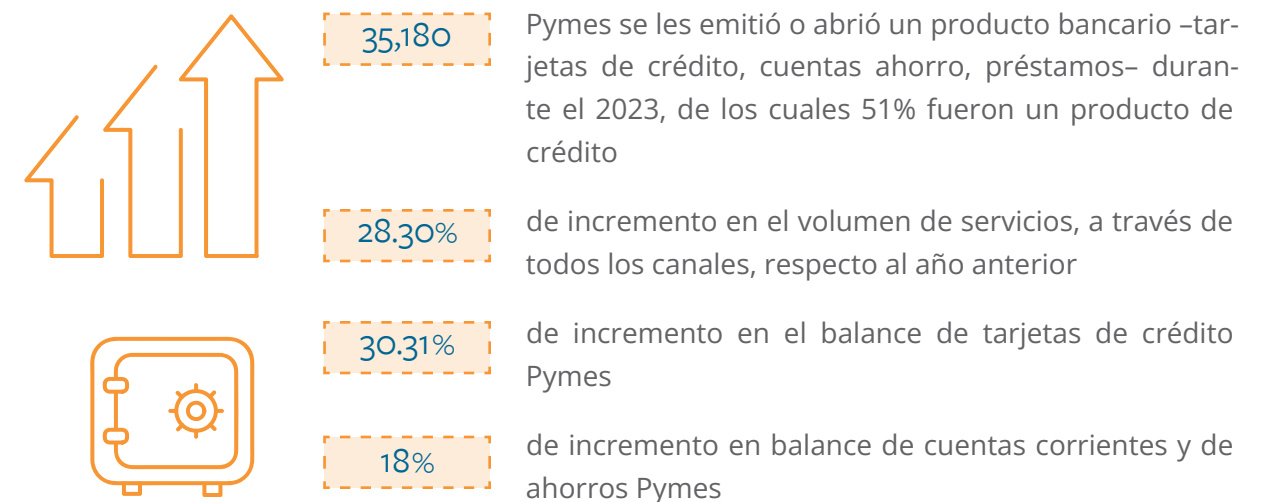 35,180
Pymes se les emitió o abrió un producto bancario –tar-
jetas de crédito, cuentas ahorro, préstamos– duran-
te el 2023, de los cuales 51% fueron un producto de
crédito
28.30%
de incremento en el volumen de servicios, a través de
todos los canales, respecto al año anterior
30.31%
de incremento en el balance de tarjetas de crédito
Pymes
18%
de incremento en balance de cuentas corrientes y de
ahorros Pymes